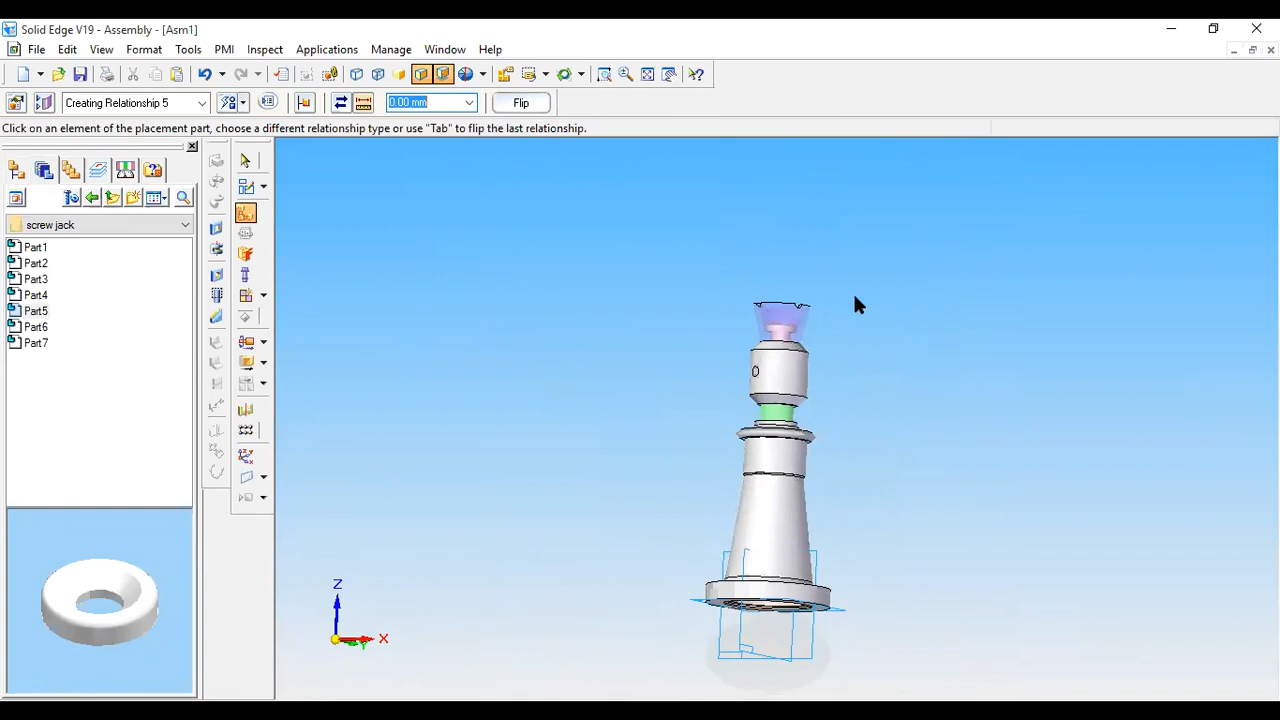 Solid Edge V19 - Assembly - [Asm1]
File Edit View Format Tools PMI Inspect Applications Manage Window Help
Creating Relationship 5
0.00 mm
Flip
Click on an element of the placement part, choose a different relationship type or use "Tab" to flip the last relationship.
screw jack
Part1
Part2
Part3
Part4
Part5
Part6
Part7
Z
X
Y